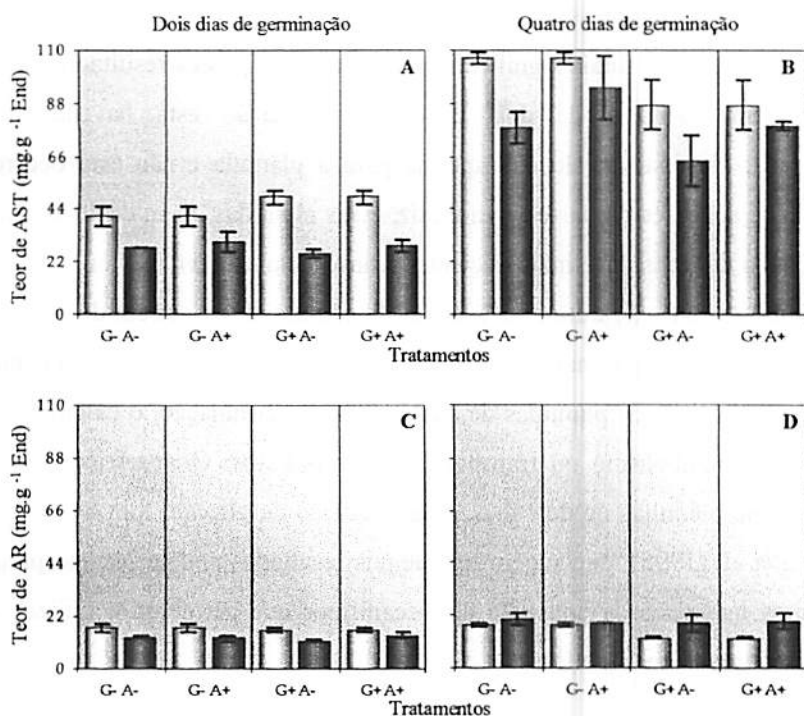 Dois dias de germinação
Quatro dias de germinação
Teor de AST (mg.g -1 End)
110
88
66
44
22
0
A
B
G- A-
G- A+
G+ A-
G+ A+
G- A-
G- A+
G+ A-
G+ A+
Tratamentos
Teor de AR (mg.g -1 End)
110
88
66
44
22
0
C
D
G- A-
G- A+
G+ A-
G+ A+
G- A-
G- A+
G+ A-
G+ A+
Tratamentos